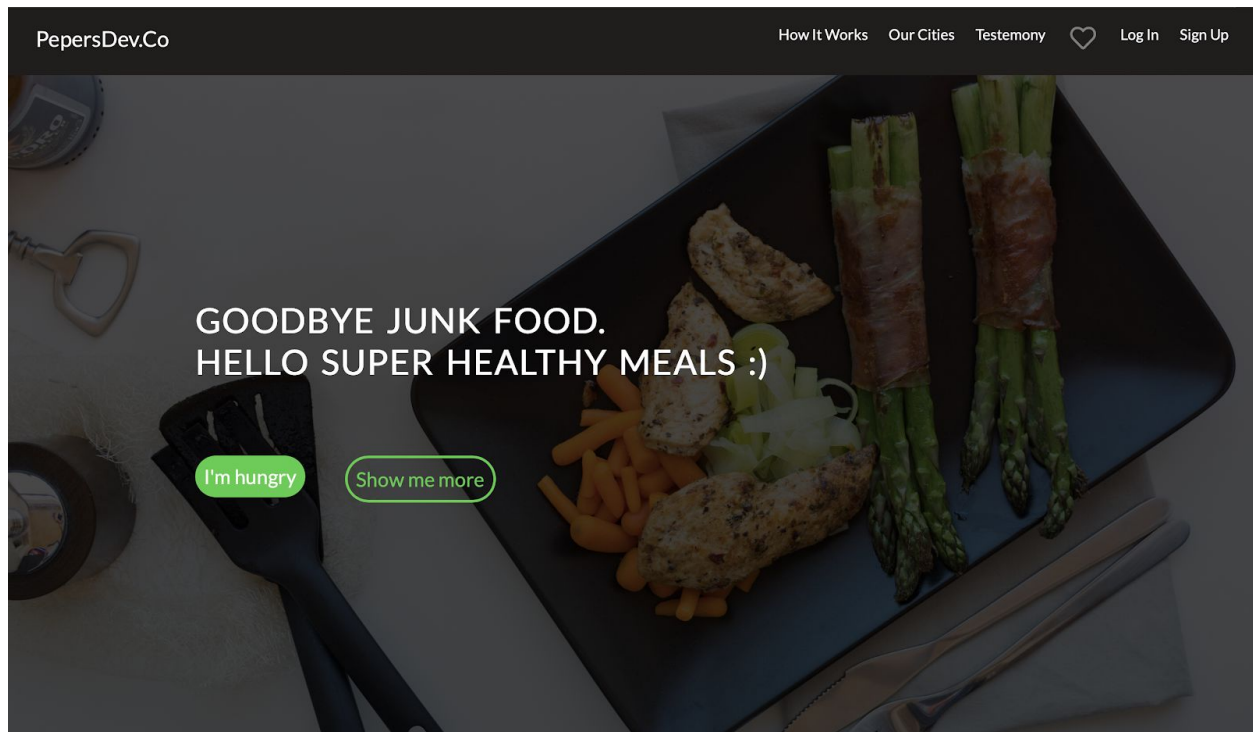 PepersDev.Co
How It Works Our Cities Testemony Log In Sign Up
GOODBYE JUNK FOOD.
HELLO SUPER HEALTHY MEALS :)
I'm hungry Show me more